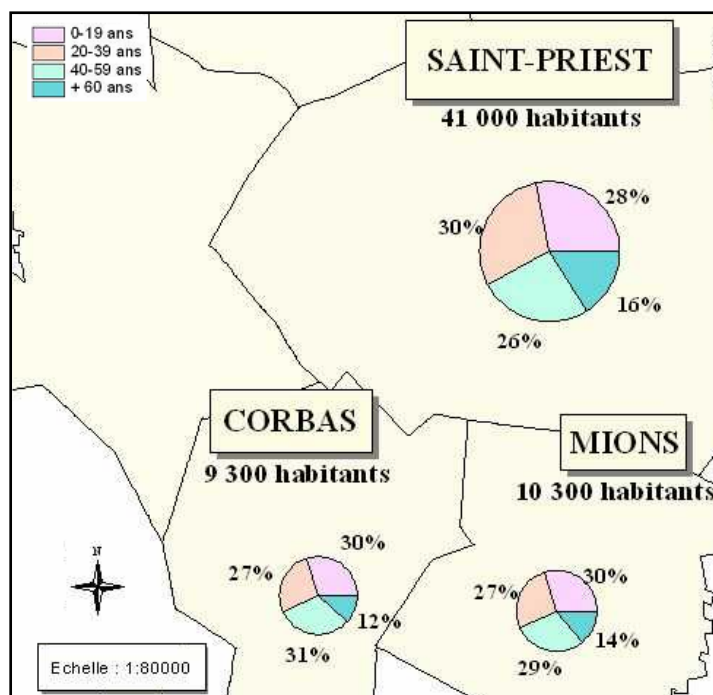 0-19 ans
20-39 ans
40-59 ans
+ 60 ans
SAINT-PRIEST
41 000 habitants
28%
30%
16%
26%
CORBAS
9 300 habitants
30%
27%
12%
31%
MIONS
10 300 habitants
30%
27%
14%
29%
N
Echelle : 1:80000